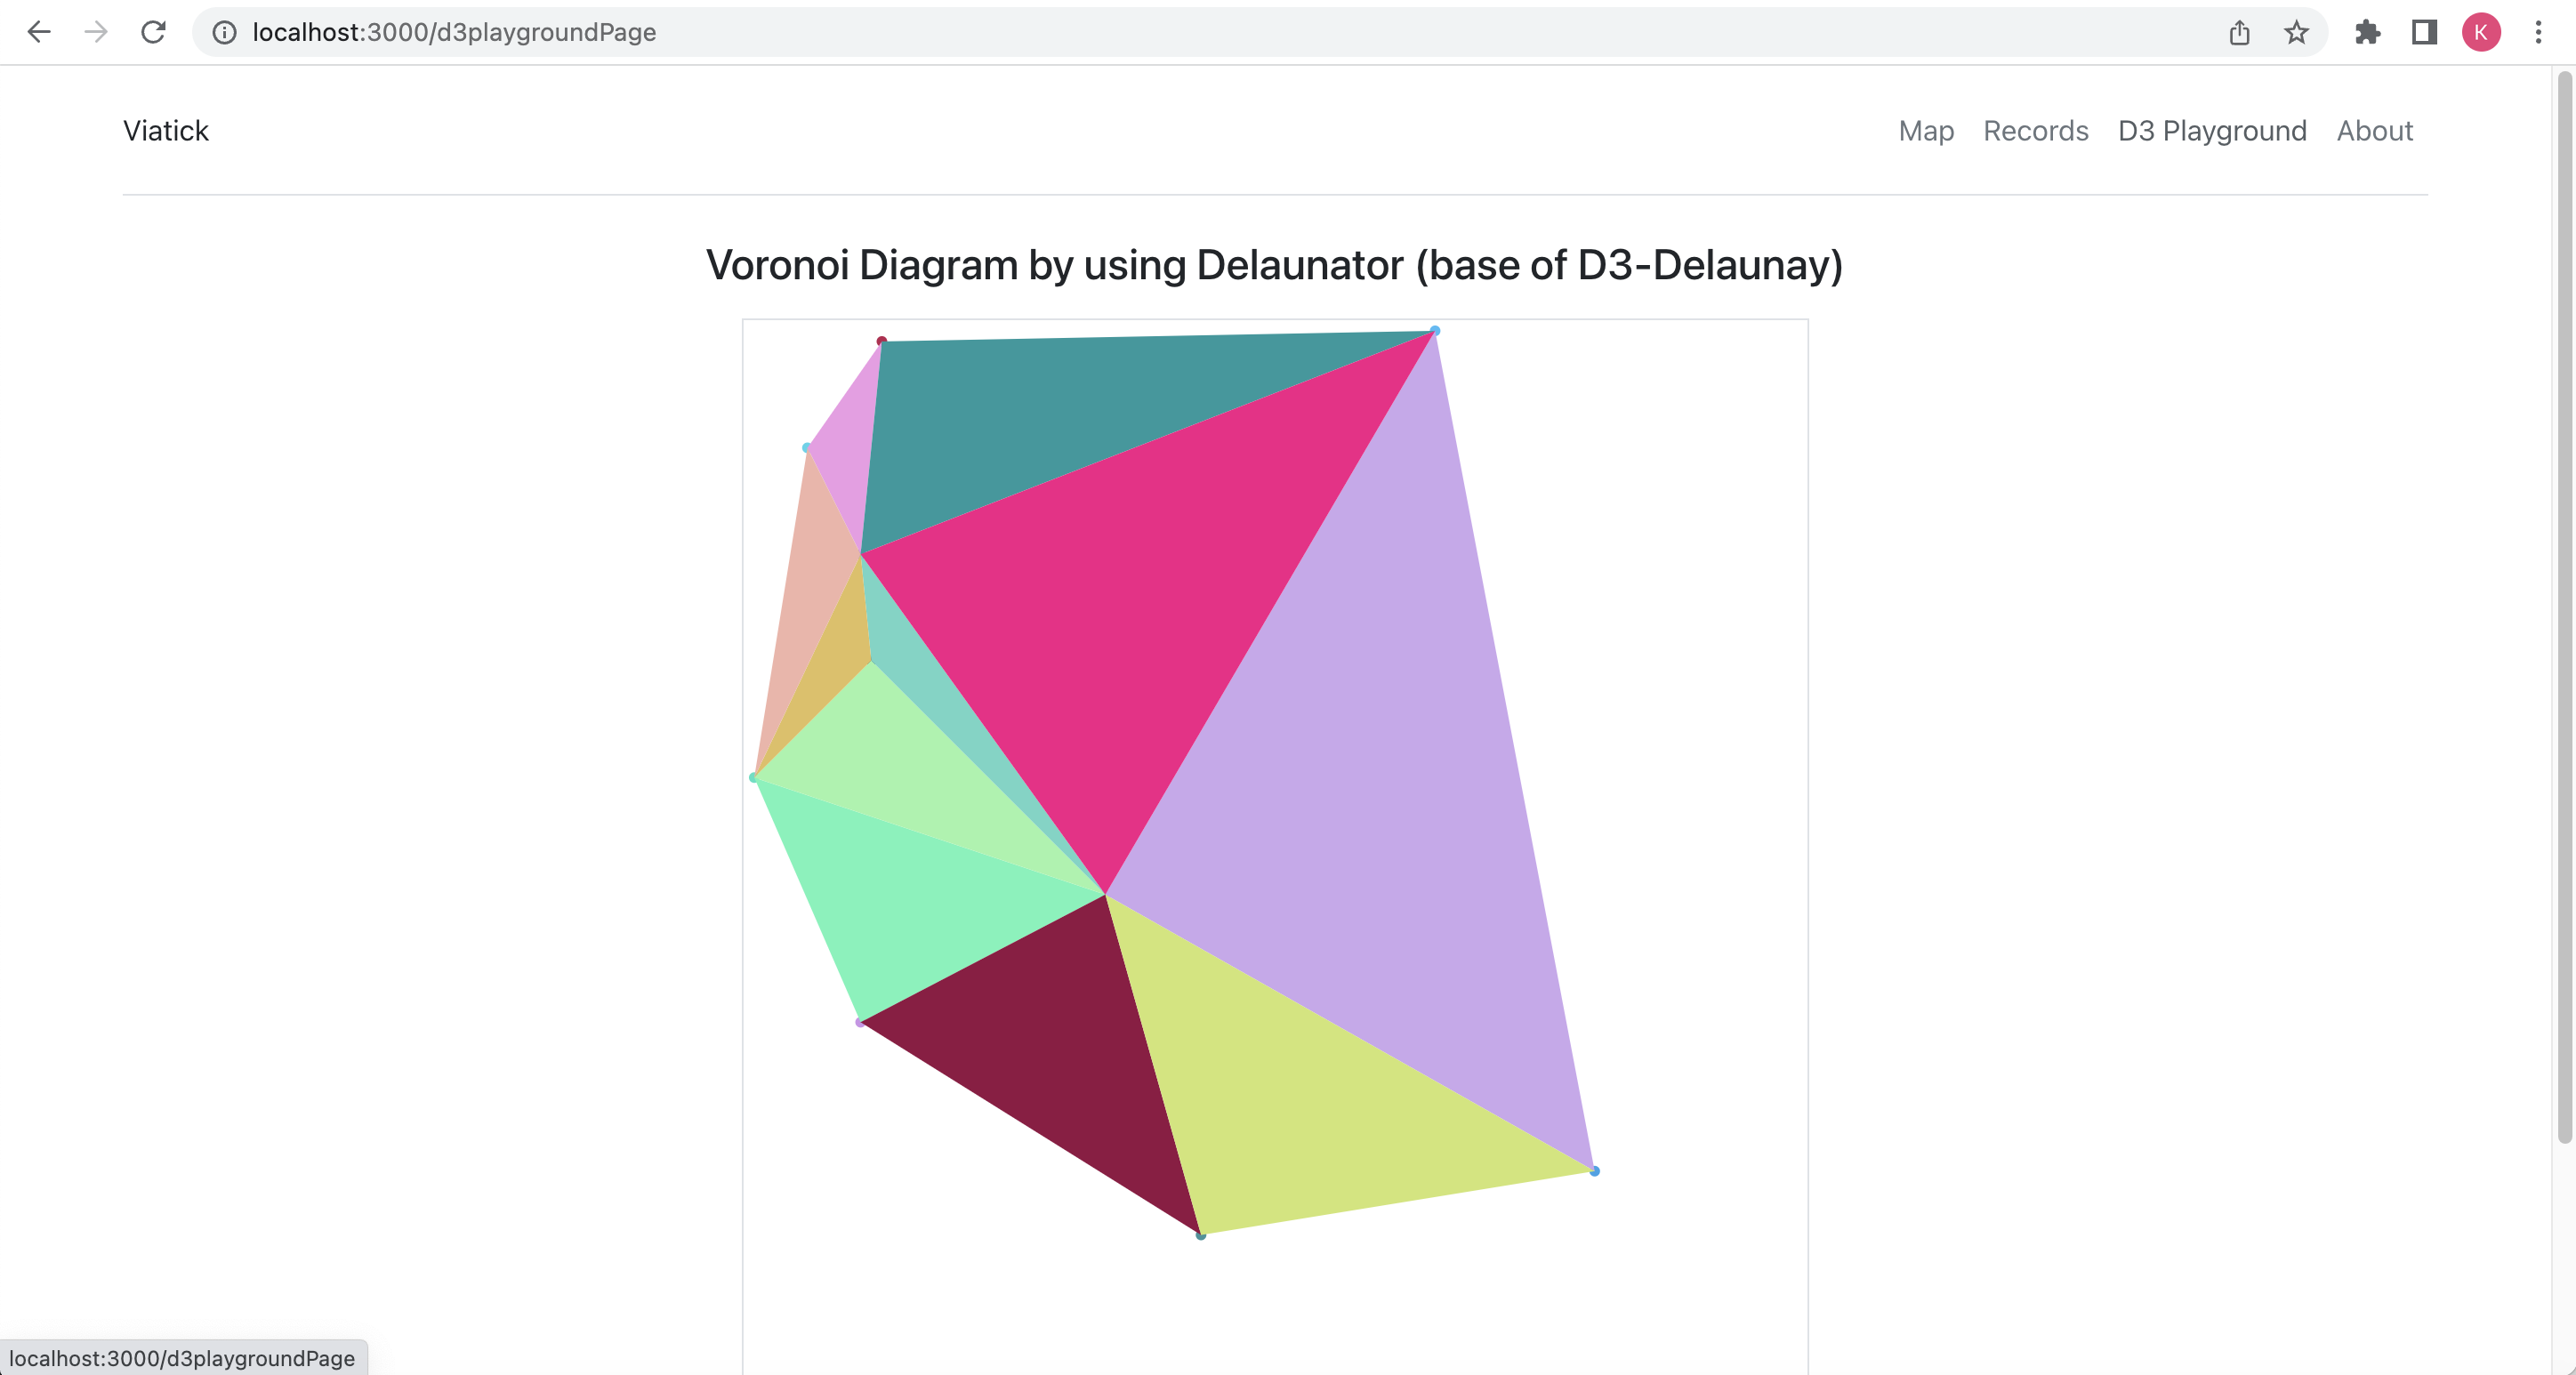 localhost:3000/d3playgroundPage
K
Viatick
Map Records D3 Playground About
Voronoi Diagram by using Delaunator (base of D3-Delaunay)
localhost:3000/d3playgroundPage